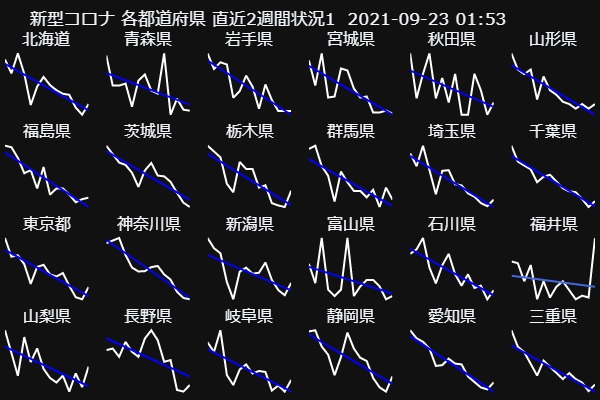 新型コロナ 各都道府県 直近2週間状況1 2021-09-23 01:53
北海道 青森県 岩手県 宮城県 秋田県 山形県
福島県 茨城県 栃木県 群馬県 埼玉県 千葉県
東京都 神奈川県 新潟県 富山県 石川県 福井県
山梨県 長野県 岐阜県 静岡県 愛知県 三重県